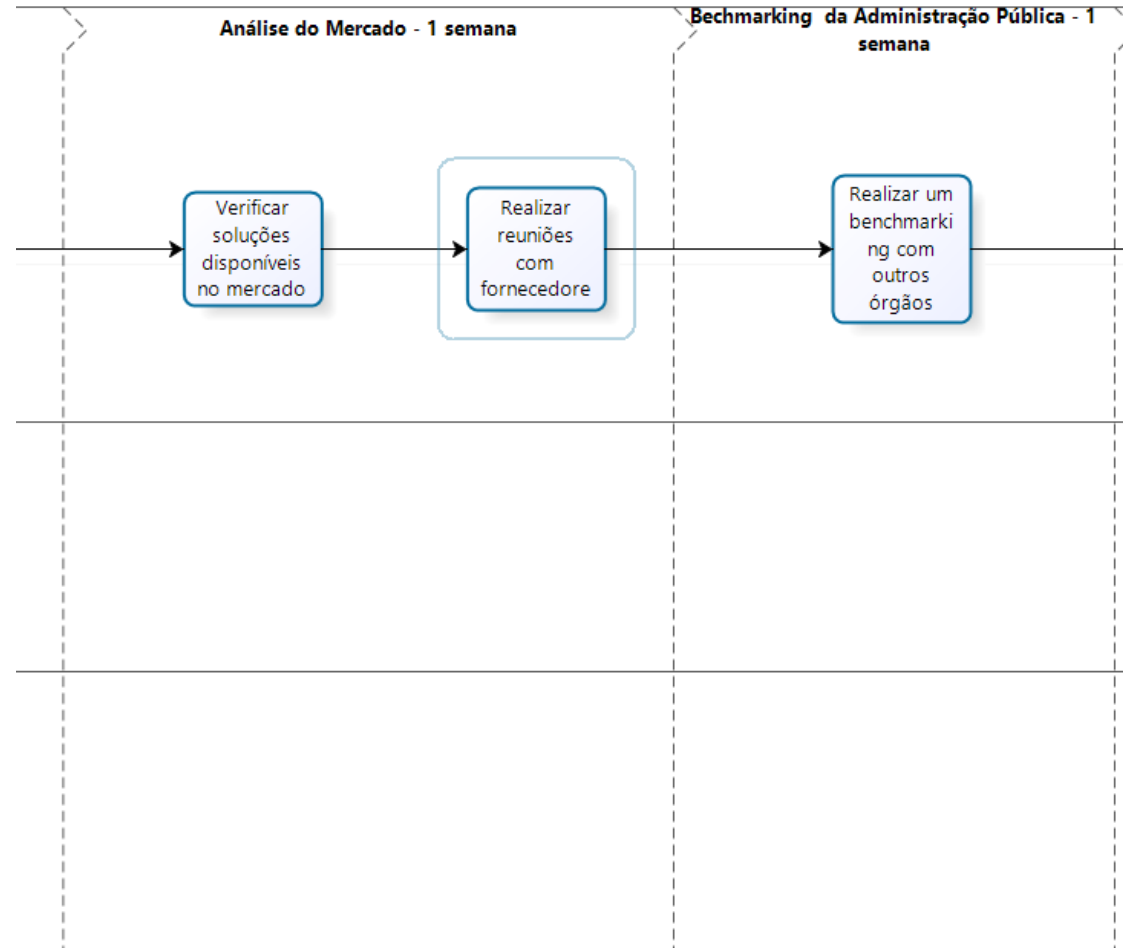 Análise do Mercado - 1 semana
Bechmarking  da Administração Pública - 1
semana
Verificar
soluções
disponíveis
no mercado
Realizar
reuniões
com
fornecedore
Realizar um
benchmarki
ng com
outros
órgãos